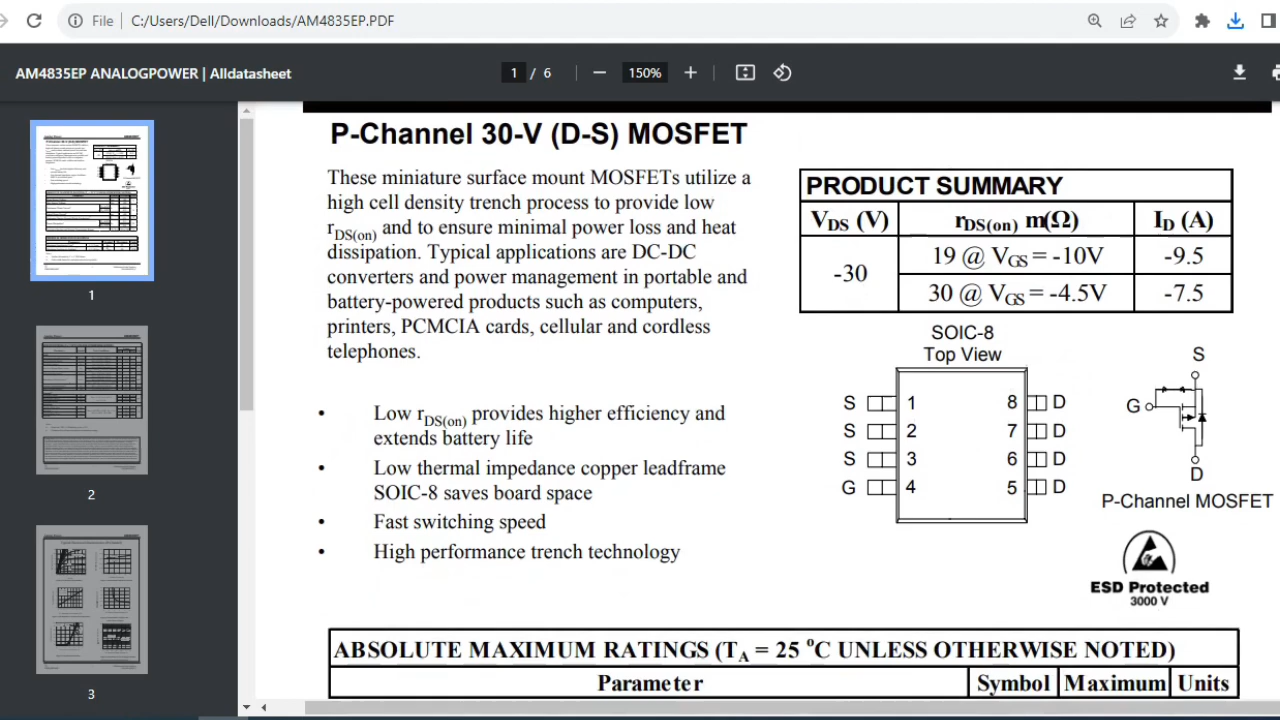 File
C:/Users/Dell/Downloads/AM4835EP.PDF
AM4835EP ANALOGPOWER | Alldatasheet
1 / 6
150%
1
2
3
P-Channel 30-V (D-S) MOSFET
These miniature surface mount MOSFETs utilize a
high cell density trench process to provide low
rDS(on) and to ensure minimal power loss and heat
dissipation. Typical applications are DC-DC
converters and power management in portable and
battery-powered products such as computers,
printers, PCMCIA cards, cellular and cordless
telephones.
• Low rDS(on) provides higher efficiency and
extends battery life
• Low thermal impedance copper leadframe
SOIC-8 saves board space
• Fast switching speed
• High performance trench technology
PRODUCT SUMMARY
VDS (V) rDS(on) m(Ω) ID (A)
-30
19 @ VGS = -10V -9.5
30 @ VGS = -4.5V -7.5
SOIC-8
Top View
S 1 8 D
S 2 7 D
S 3 6 D
G 4 5 D
S
G
D
P-Channel MOSFET
ESD Protected
3000 V
ABSOLUTE MAXIMUM RATINGS (TA = 25 °C UNLESS OTHERWISE NOTED)
Parameter Symbol Maximum Units